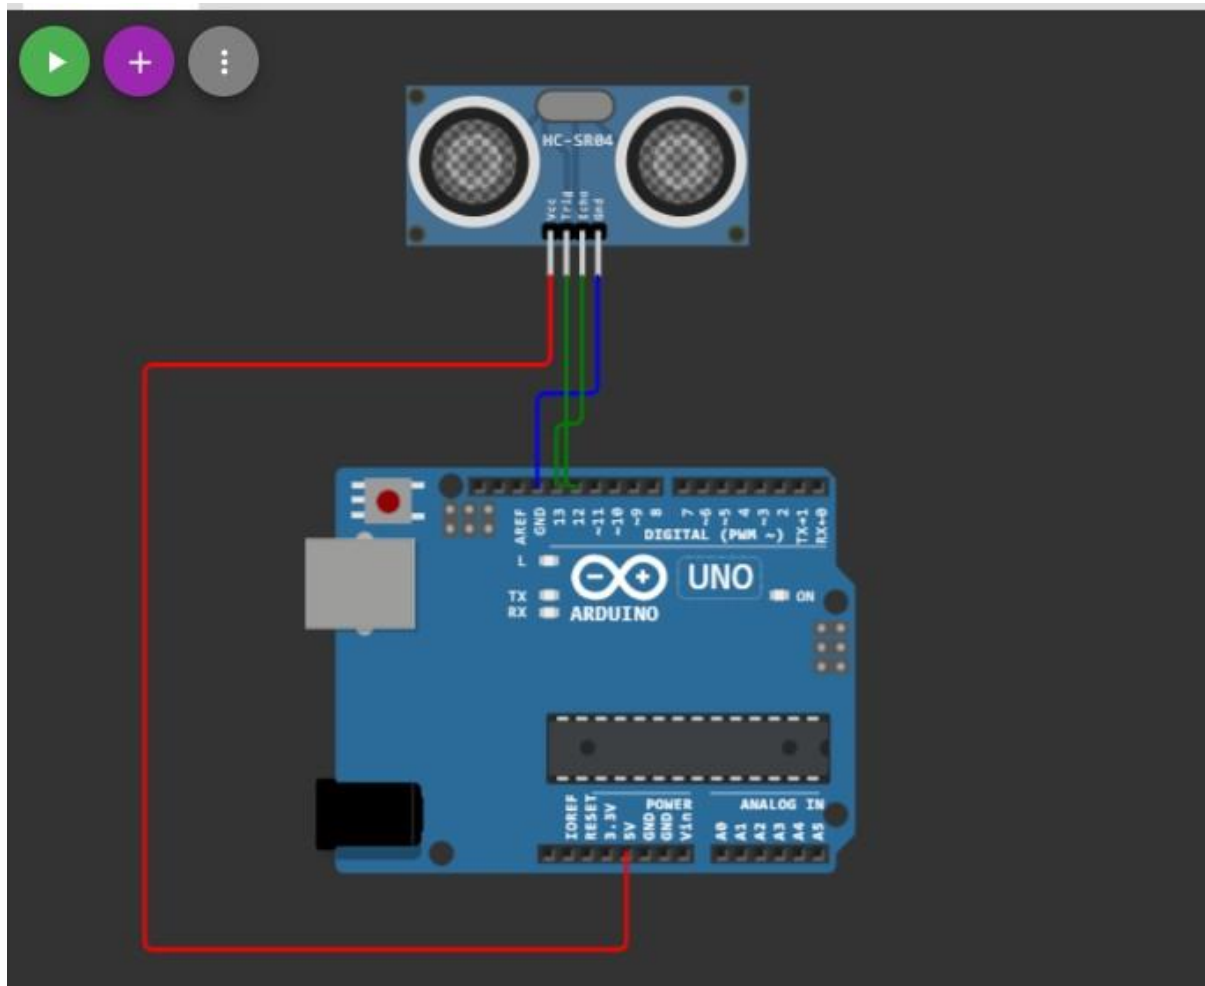 HC-SR04
Vcc
Trig
Echo
Gnd
AREF
GND
13
12
~11
~10
~9
8
7
~6
~5
4
~3
2
TX→1
RX←0
DIGITAL (PWM ~)
L
TX
RX
UNO
ON
ARDUINO
IOREF
RESET
3.3V
5V
GND
GND
Vin
POWER
ANALOG IN
A0
A1
A2
A3
A4
A5